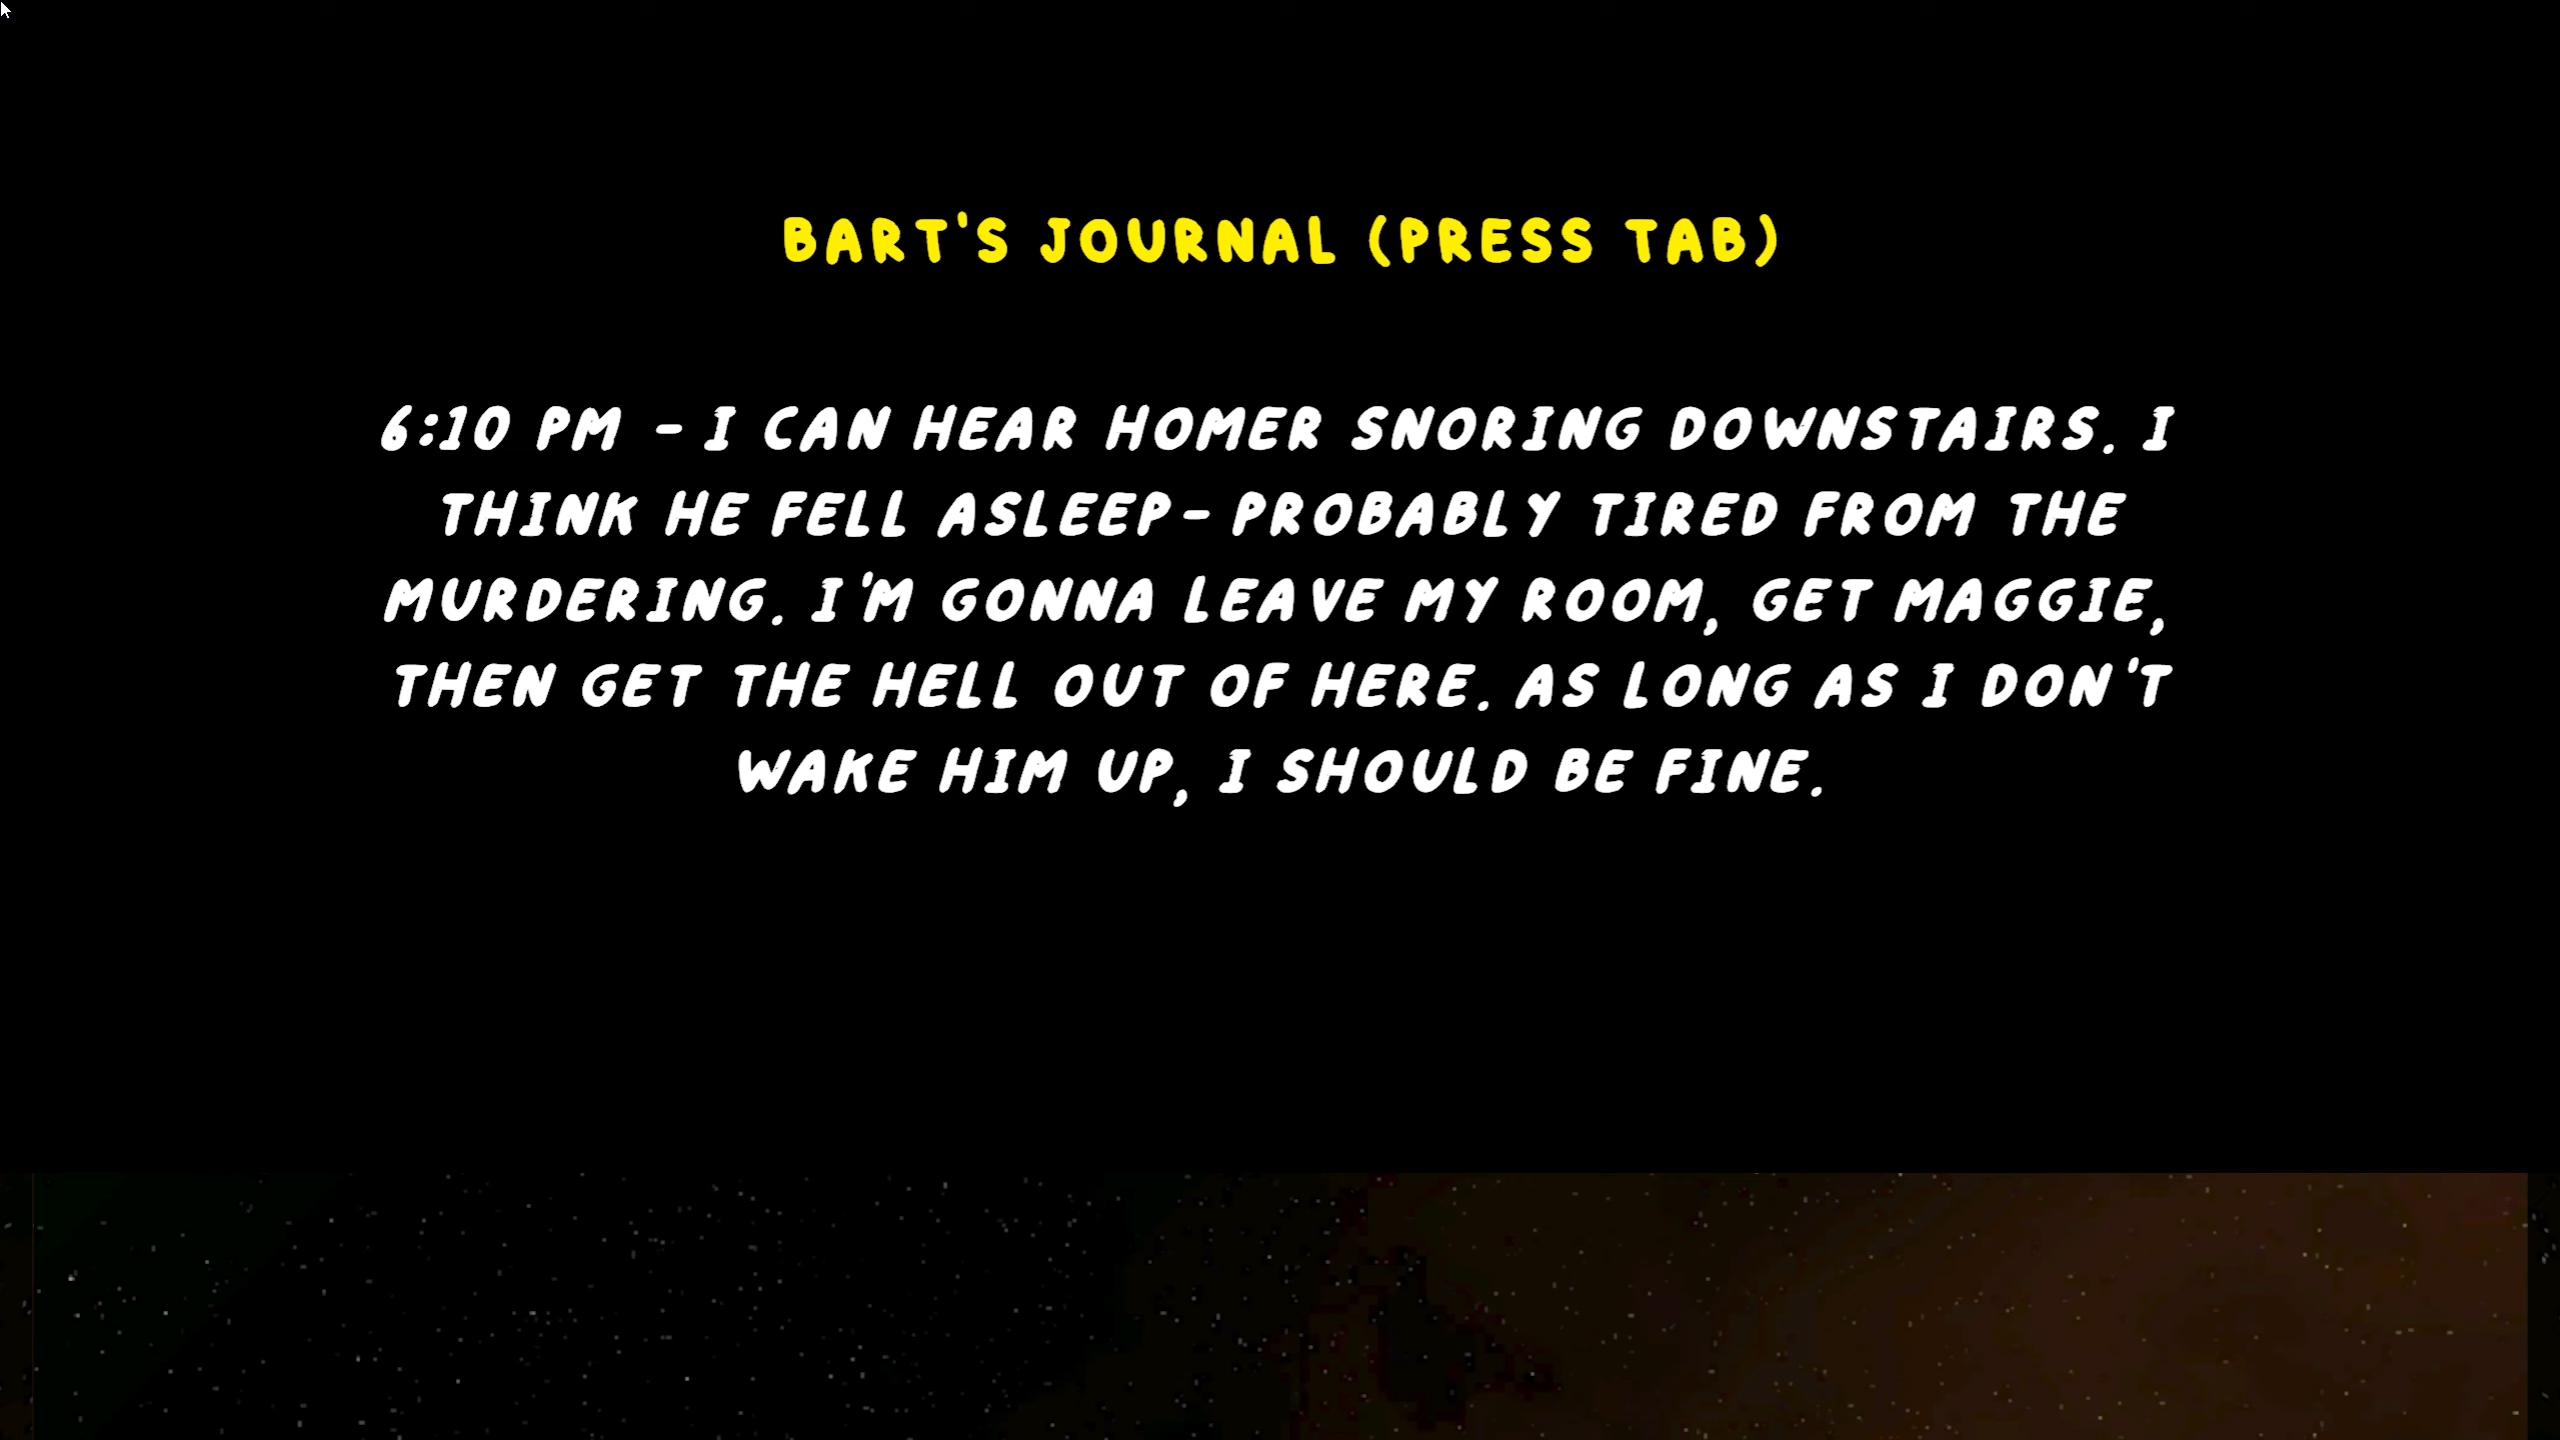 BART'S JOURNAL (PRESS TAB)
6:10 PM - I CAN HEAR HOMER SNORING DOWNSTAIRS. I
THINK HE FELL ASLEEP- PROBABLY TIRED FROM THE
MURDERING. I'M GONNA LEAVE MY ROOM, GET MAGGIE,
THEN GET THE HELL OUT OF HERE. AS LONG AS I DON'T
WAKE HIM UP, I SHOULD BE FINE.